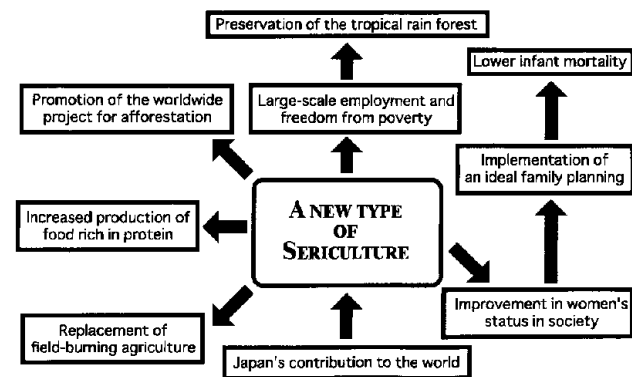 Preservation of the tropical rain forest
Lower infant mortality
Promotion of the worldwide
project for afforestation
Large-scale employment and
freedom from poverty
Implementation of
an ideal family planning
Increased production of
food rich in protein
A NEW TYPE
OF
SERICULTURE
Improvement in women's
status in society
Replacement of
field-burning agriculture
Japan's contribution to the world